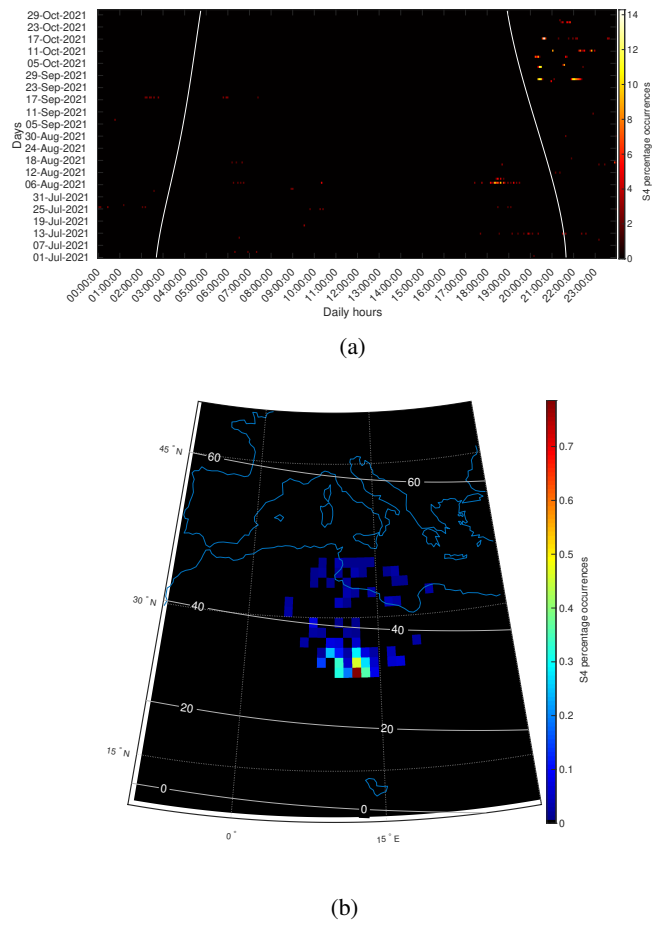 29-Oct-2021
23-Oct-2021
17-Oct-2021
11-Oct-2021
05-Oct-2021
29-Sep-2021
23-Sep-2021
17-Sep-2021
11-Sep-2021
05-Sep-2021
30-Aug-2021
24-Aug-2021
18-Aug-2021
12-Aug-2021
06-Aug-2021
31-Jul-2021
25-Jul-2021
19-Jul-2021
13-Jul-2021
07-Jul-2021
01-Jul-2021
Days
00:00:00
01:00:00
02:00:00
03:00:00
04:00:00
05:00:00
06:00:00
07:00:00
08:00:00
09:00:00
10:00:00
11:00:00
12:00:00
13:00:00
14:00:00
15:00:00
16:00:00
17:00:00
18:00:00
19:00:00
20:00:00
21:00:00
22:00:00
23:00:00
Daily hours
14
12
10
8
6
4
2
0
S4 percentage occurrences
(a)
45°N
30°N
15°N
0°
15°E
60
60
40
40
20
20
0
0
0.7
0.6
0.5
0.4
0.3
0.2
0.1
0
S4 percentage occurrences
(b)